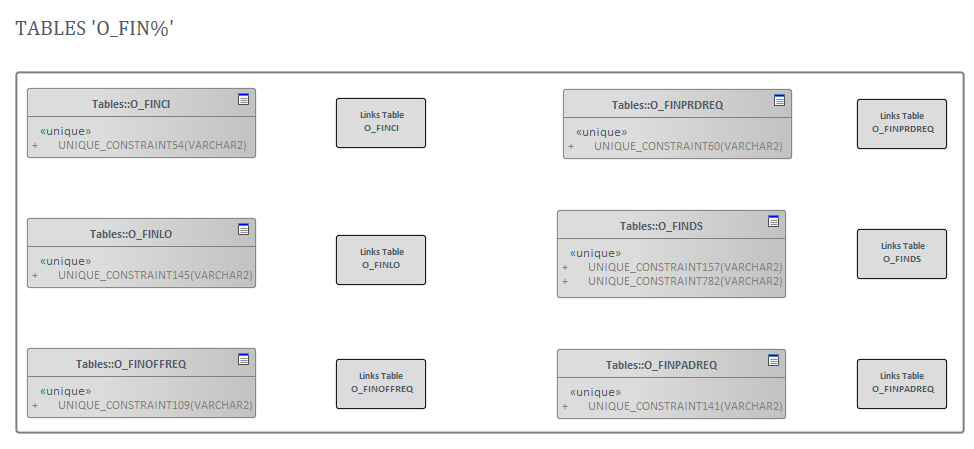 TABLES 'O_FIN%'
Tables::O_FINCI
«unique»
+ UNIQUE_CONSTRAINT54(VARCHAR2)
Links Table
O_FINCI
Tables::O_FINPRDREQ
«unique»
+ UNIQUE_CONSTRAINT60(VARCHAR2)
Links Table
O_FINPRDREQ
Tables::O_FINLO
«unique»
+ UNIQUE_CONSTRAINT145(VARCHAR2)
Links Table
O_FINLO
Tables::O_FINDS
«unique»
+ UNIQUE_CONSTRAINT157(VARCHAR2)
+ UNIQUE_CONSTRAINT782(VARCHAR2)
Links Table
O_FINDS
Tables::O_FINOFFREQ
«unique»
+ UNIQUE_CONSTRAINT109(VARCHAR2)
Links Table
O_FINOFFREQ
Tables::O_FINPADREQ
«unique»
+ UNIQUE_CONSTRAINT141(VARCHAR2)
Links Table
O_FINPADREQ